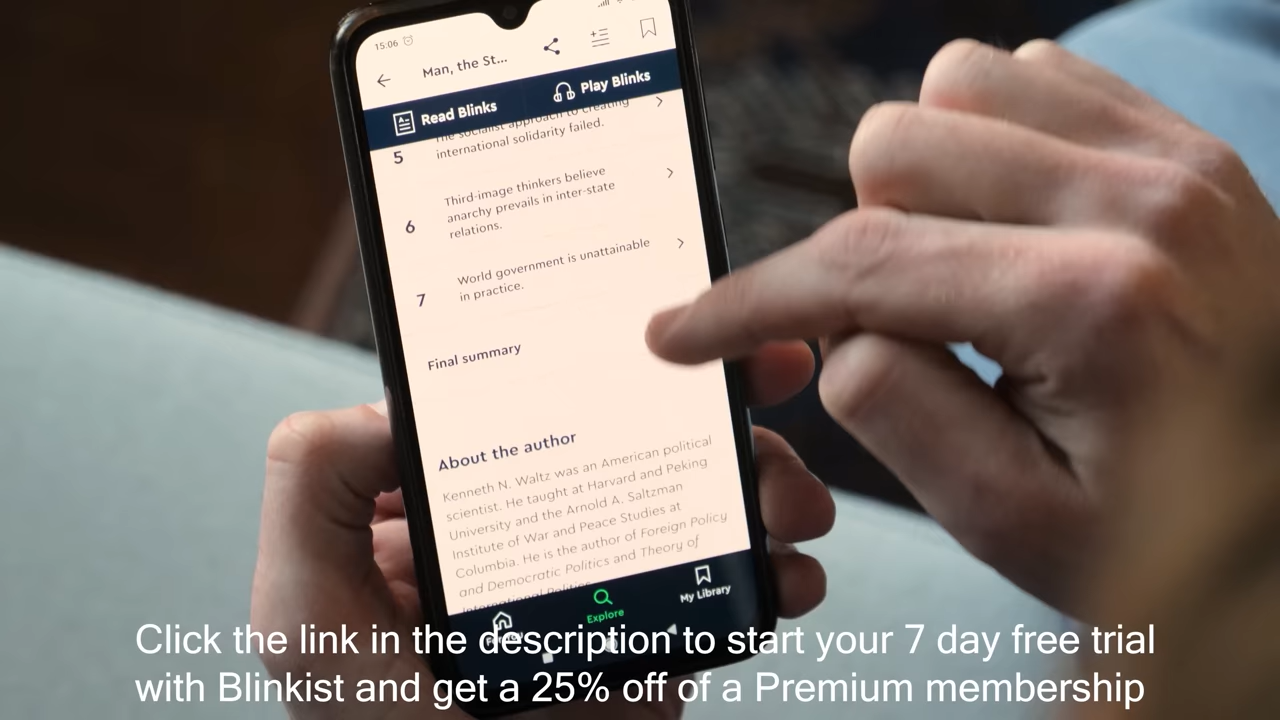 15:06
Man, the St...
Read Blinks
Play Blinks
5
The socialist approach to creating
international solidarity failed.
6
Third-image thinkers believe
anarchy prevails in inter-state
relations.
7
World government is unattainable
in practice.
Final summary
About the author
Kenneth N. Waltz was an American political
scientist. He taught at Harvard and Peking
University and the Arnold A. Saltzman
Institute of War and Peace Studies at
Columbia. He is the author of Foreign Policy
and Democratic Politics and Theory of
International Politics
Explore
My Library
Click the link in the description to start your 7 day free trial
with Blinkist and get a 25% off of a Premium membership